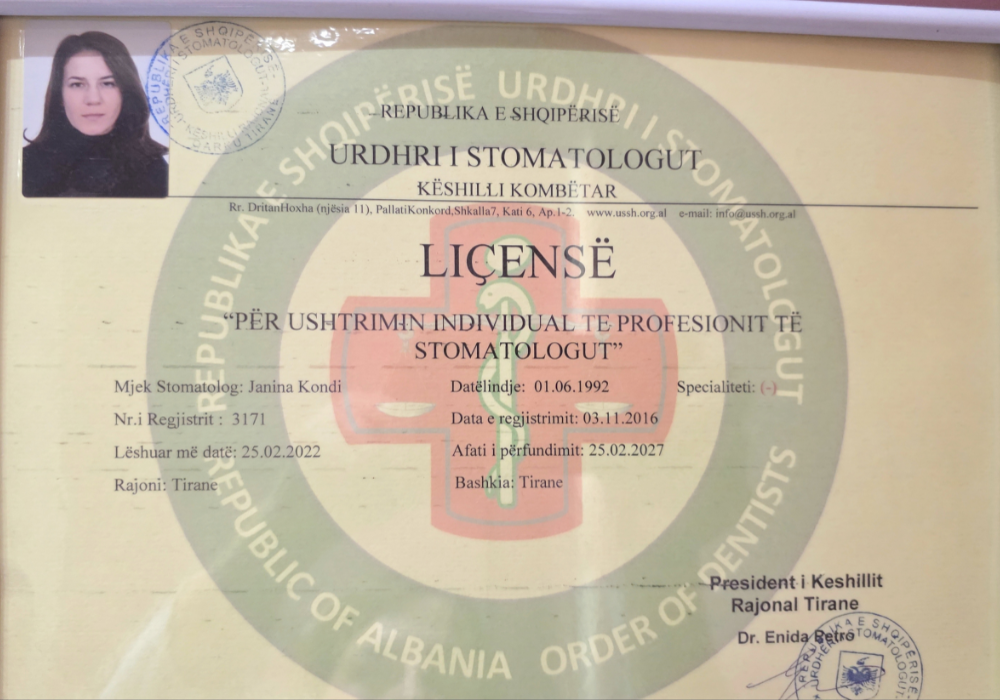 REPUBLIKA E SHQIPËRISË
URDHRI I STOMATOLOGUT
KËSHILLI KOMBËTAR
Rr. DritanHoxha (njësia 11), PallatiKonkord,Shkalla7, Kati 6, Ap.1-2. www.ussh.org.al e-mail: info@ussh.org.al
LIÇENSË
“PËR USHTRIMIN INDIVIDUAL TE PROFESIONIT TË
STOMATOLOGUT”
Mjek Stomatolog: Janina Kondi Datëlindje: 01.06.1992 Specialiteti: (-)
Nr.i Regjistrit : 3171 Data e regjistrimit: 03.11.2016
Lëshuar më datë: 25.02.2022 Afati i përfundimit: 25.02.2027
Rajoni: Tirane Bashkia: Tirane
President i Keshillit
Rajonal Tirane
Dr. Enida Petro
REPUBLIKA E SHQIPËRISË URDHRI I STOMATOLOGUT
REPUBLIC OF ALBANIA ORDER OF DENTISTS